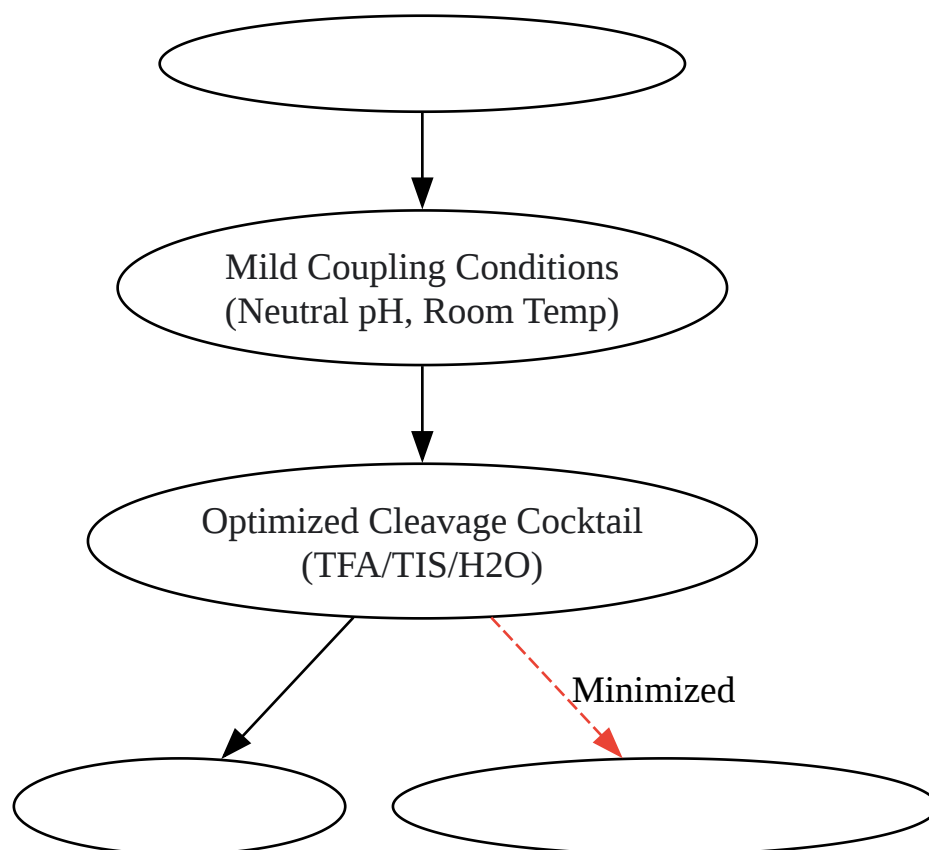 Mild Coupling Conditions
(Neutral pH, Room Temp)
Optimized Cleavage Cocktail
(TFA/TIS/H2O)
Minimized